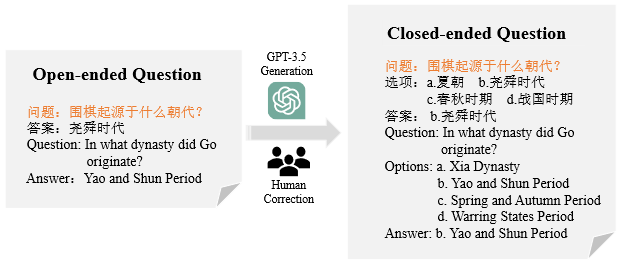 Open-ended Question
问题：围棋起源于什么朝代？
答案：尧舜时代
Question: In what dynasty did Go
originate?
Answer：Yao and Shun Period
GPT-3.5
Generation
Human
Correction
Closed-ended Question
问题：围棋起源于什么朝代？
选项：a.夏朝 b.尧舜时代
c.春秋时期 d.战国时期
答案： b.尧舜时代
Question: In what dynasty did Go
originate?
Options: a. Xia Dynasty
b. Yao and Shun Period
c. Spring and Autumn Period
d. Warring States Period
Answer: b. Yao and Shun Period